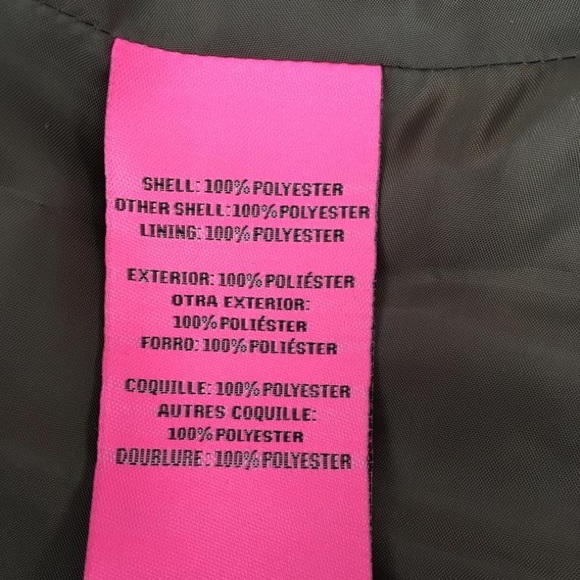 SHELL: 100% POLYESTER
OTHER SHELL: 100% POLYESTER
LINING: 100% POLYESTER
EXTERIOR: 100% POLIÉSTER
OTRA EXTERIOR:
100% POLIÉSTER
FORRO: 100% POLIÉSTER
COQUILLE: 100% POLYESTER
AUTRES COQUILLE:
100% POLYESTER
DOUBLURE: 100% POLYESTER